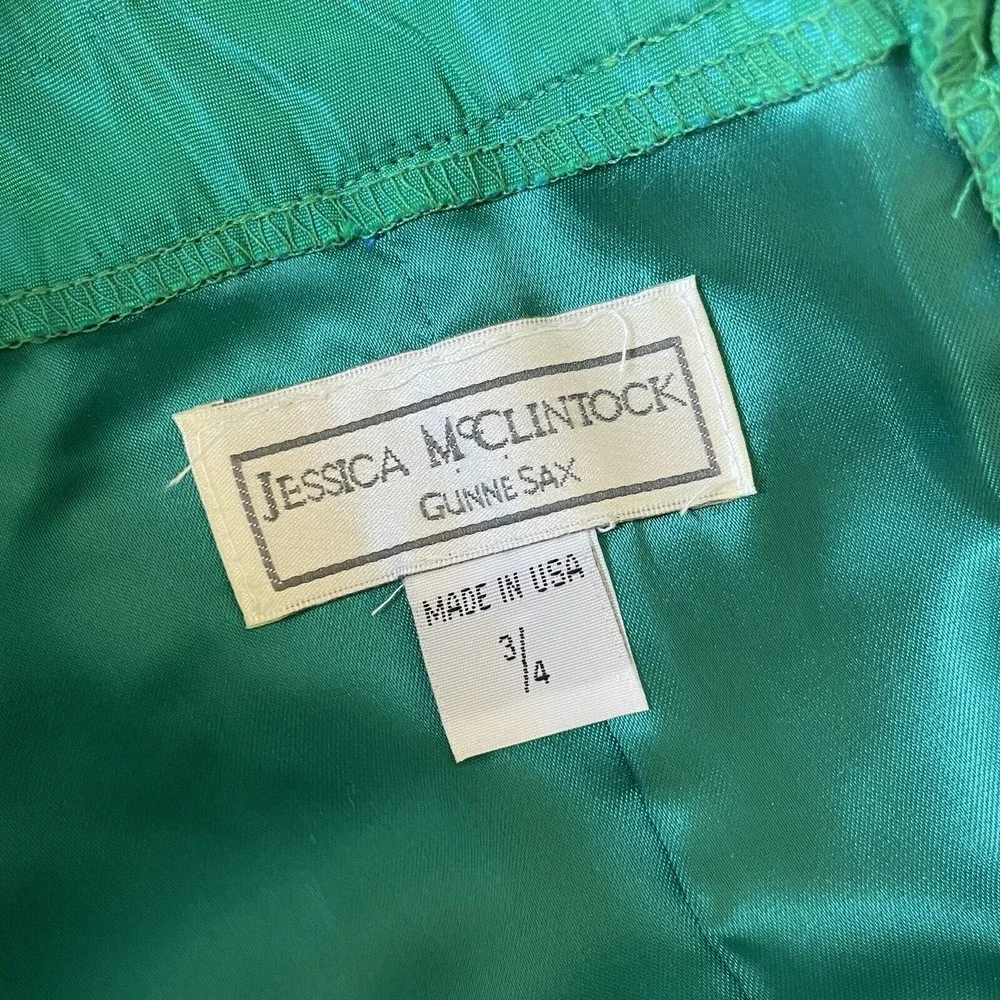 JESSICA McCLINTOCK
GUNNE SAX
MADE IN USA
3/4